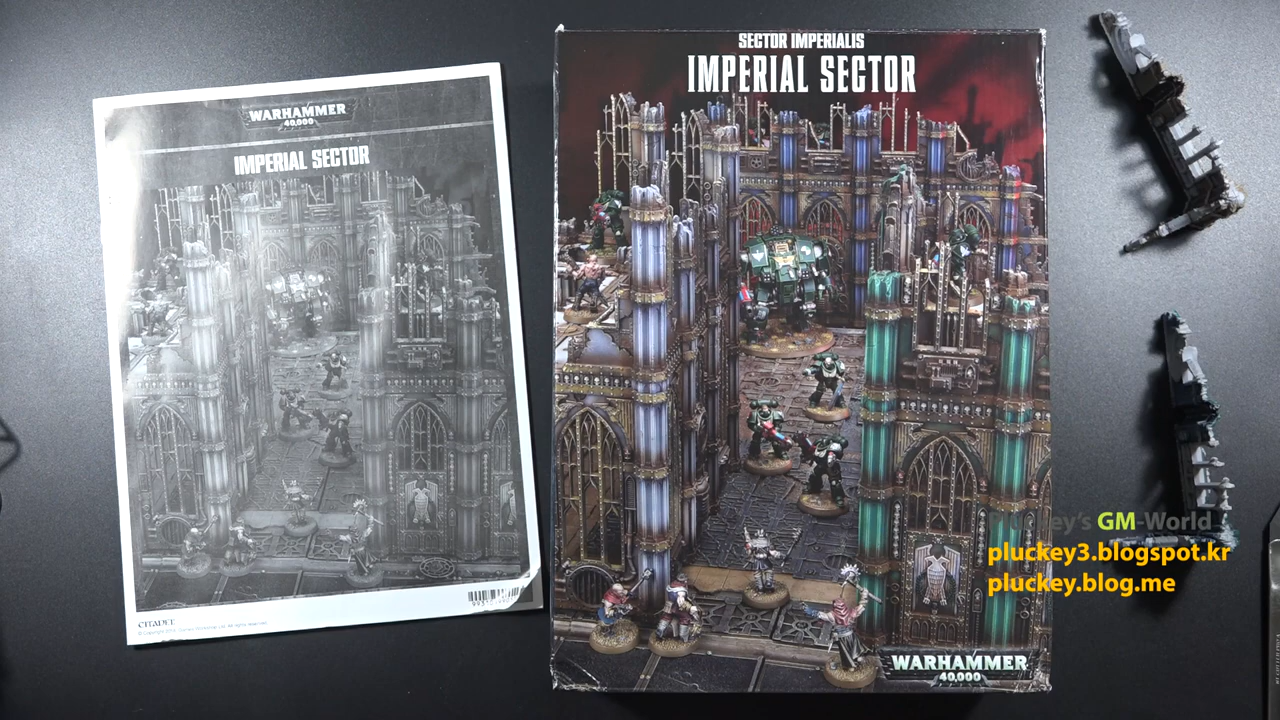 WARHAMMER
40,000
IMPERIAL SECTOR
CITADEL
SECTOR IMPERIALIS
IMPERIAL SECTOR
WARHAMMER
40,000
GM-World
pluckey3.blogspot.kr
pluckey.blog.me